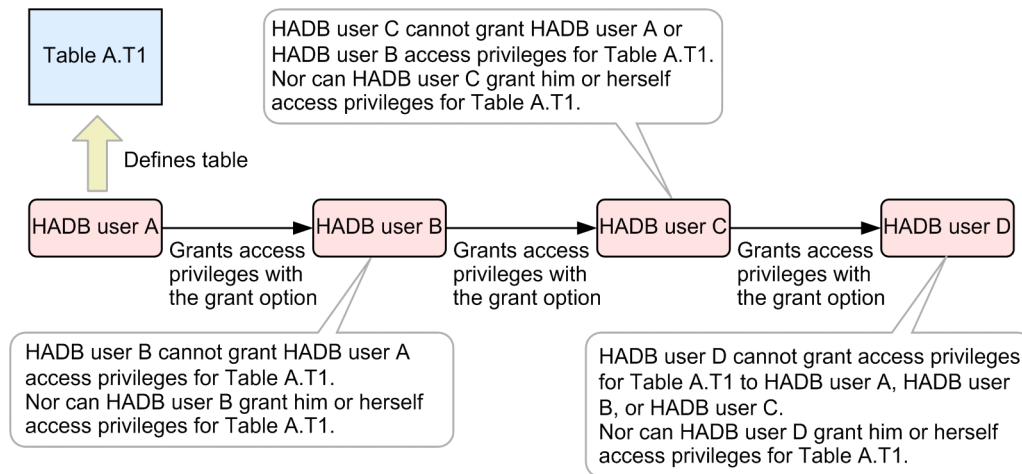 Table A.T1
HADB user C cannot grant HADB user A or
HADB user B access privileges for Table A.T1.
Nor can HADB user C grant him or herself
access privileges for Table A.T1.
Defines table
HADB user A
HADB user B
HADB user C
HADB user D
Grants access
privileges with
the grant option
Grants access
privileges with
the grant option
Grants access
privileges with
the grant option
HADB user B cannot grant HADB user A
access privileges for Table A.T1.
Nor can HADB user B grant him or herself
access privileges for Table A.T1.
HADB user D cannot grant access privileges
for Table A.T1 to HADB user A, HADB user
B, or HADB user C.
Nor can HADB user D grant him or herself
access privileges for Table A.T1.